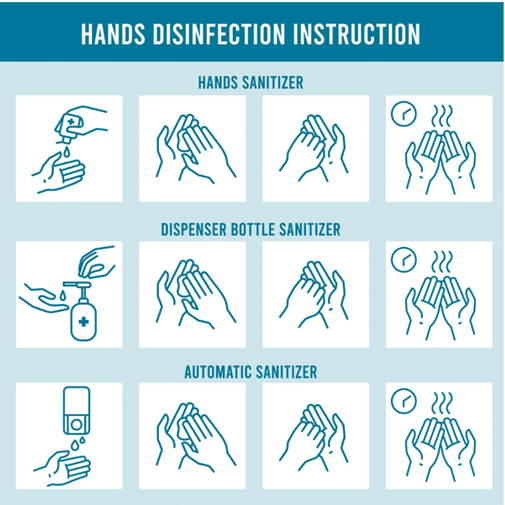 HANDS DISINFECTION INSTRUCTION
HANDS SANITIZER
DISPENSER BOTTLE SANITIZER
AUTOMATIC SANITIZER